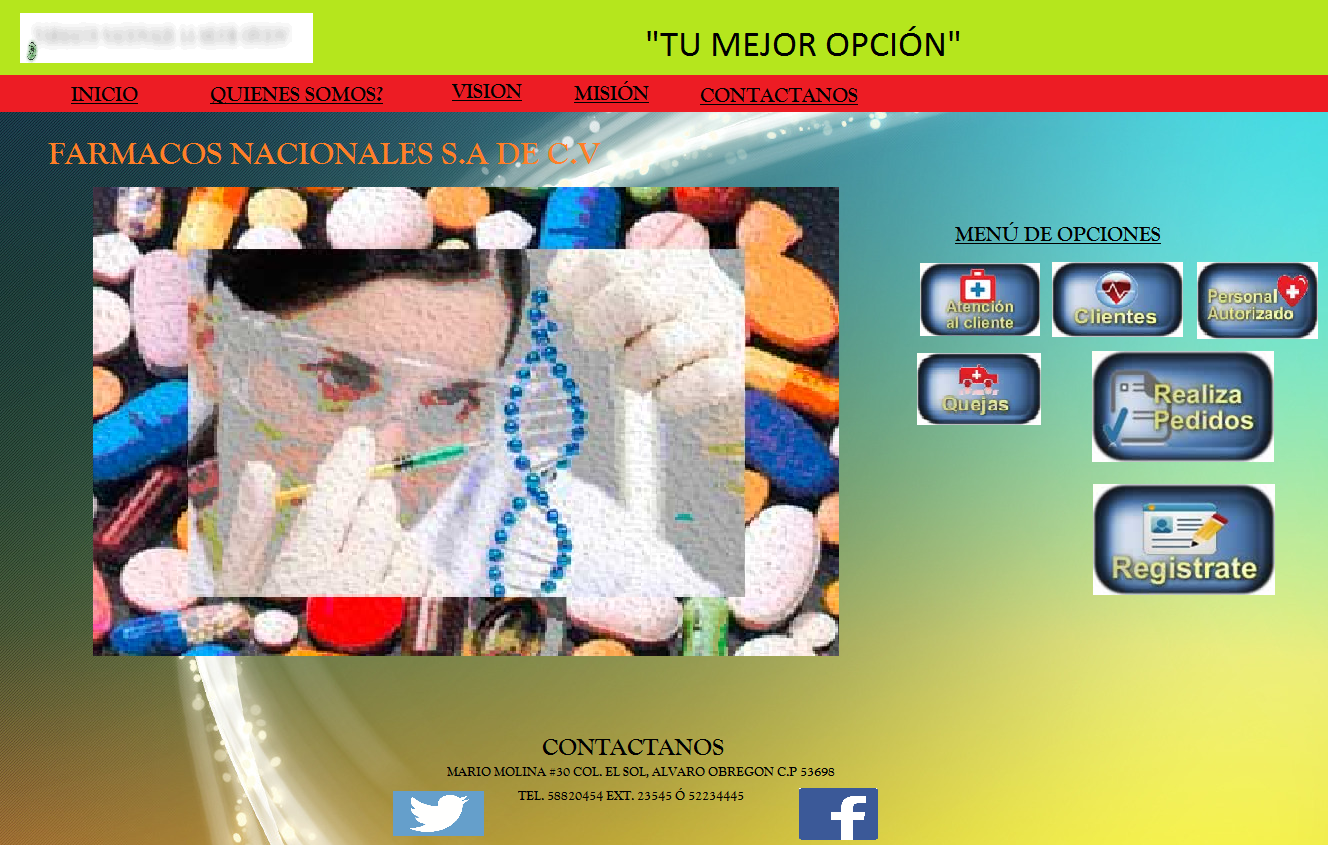 "TU MEJOR OPCIÓN"
INICIO
QUIENES SOMOS?
VISION
MISIÓN
CONTACTANOS
FARMACOS NACIONALES S.A DE C.V
MENÚ DE OPCIONES
Atención
al cliente
Clientes
Personal
Autorizado
Quejas
Realiza
Pedidos
Registrate
CONTACTANOS
MARIO MOLINA #30 COL. EL SOL, ALVARO OBREGON C.P 53698
TEL. 58820454 EXT. 23545 Ó 52234445